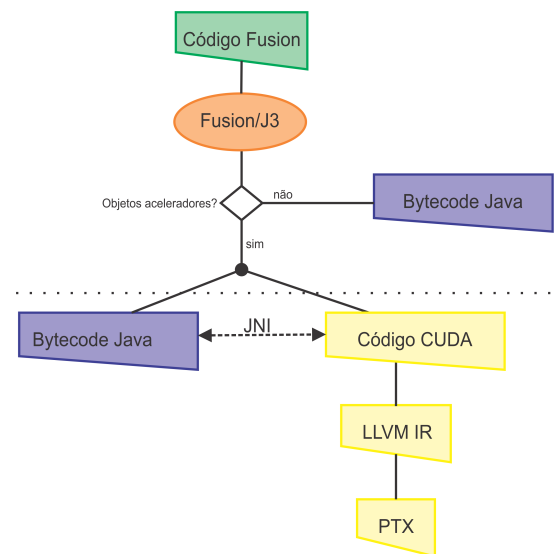 Código Fusion
Fusion/J3
Objetos aceleradores?
não
Bytecode Java
sim
Bytecode Java
JNI
Código CUDA
LLVM IR
PTX